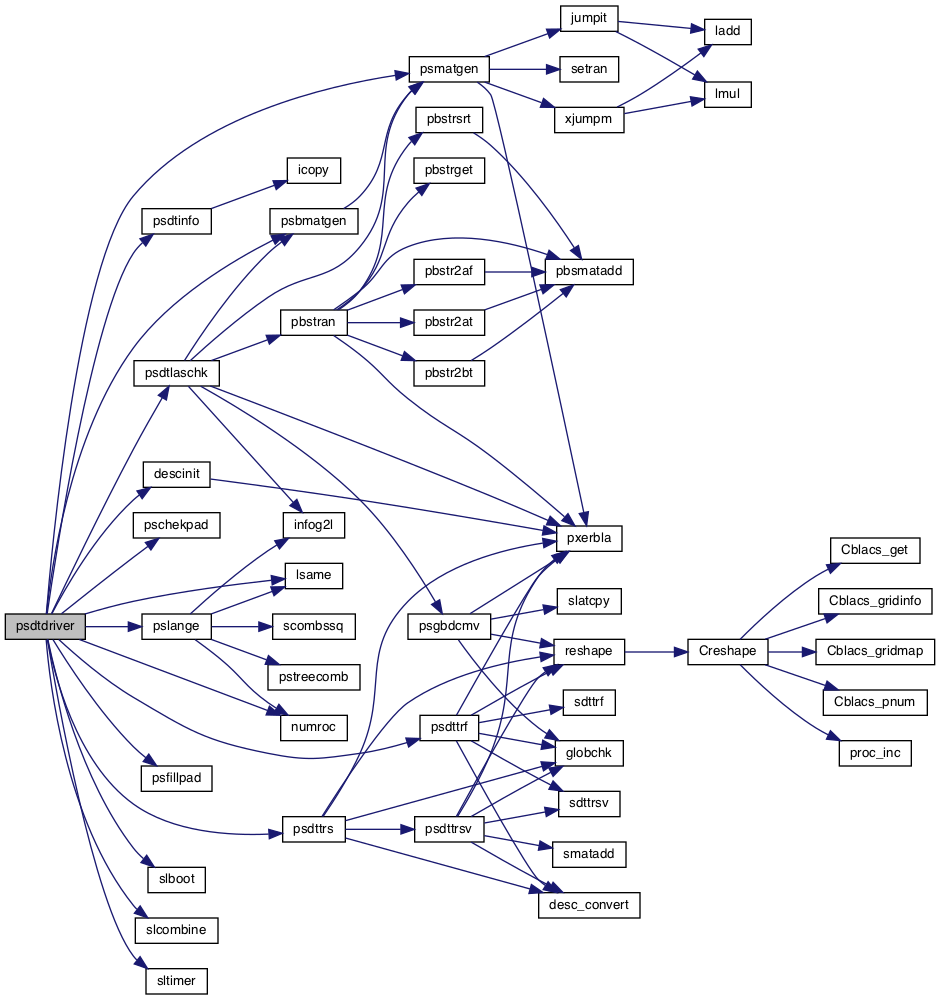 jumpit
ladd
psmatgen
setran
lmul
xjumpm
pbstrsrt
icopy
pbstrget
psdtinfo
psbmatgen
pbstr2af
pbsmatadd
pbstran
pbstr2at
psdtlaschk
pbstr2bt
descinit
pschekpad
infog2l
pxerbla
Cblacs_get
lsame
slatcpy
Cblacs_gridinfo
psdtdriver
pslange
scombssq
psgbdcmv
reshape
Creshape
Cblacs_gridmap
pstreecomb
sdttrf
Cblacs_pnum
numroc
psdttrf
globchk
proc_inc
psfillpad
sdttrsv
psdttrs
psdttrsv
smatadd
slboot
desc_convert
slcombine
sltimer